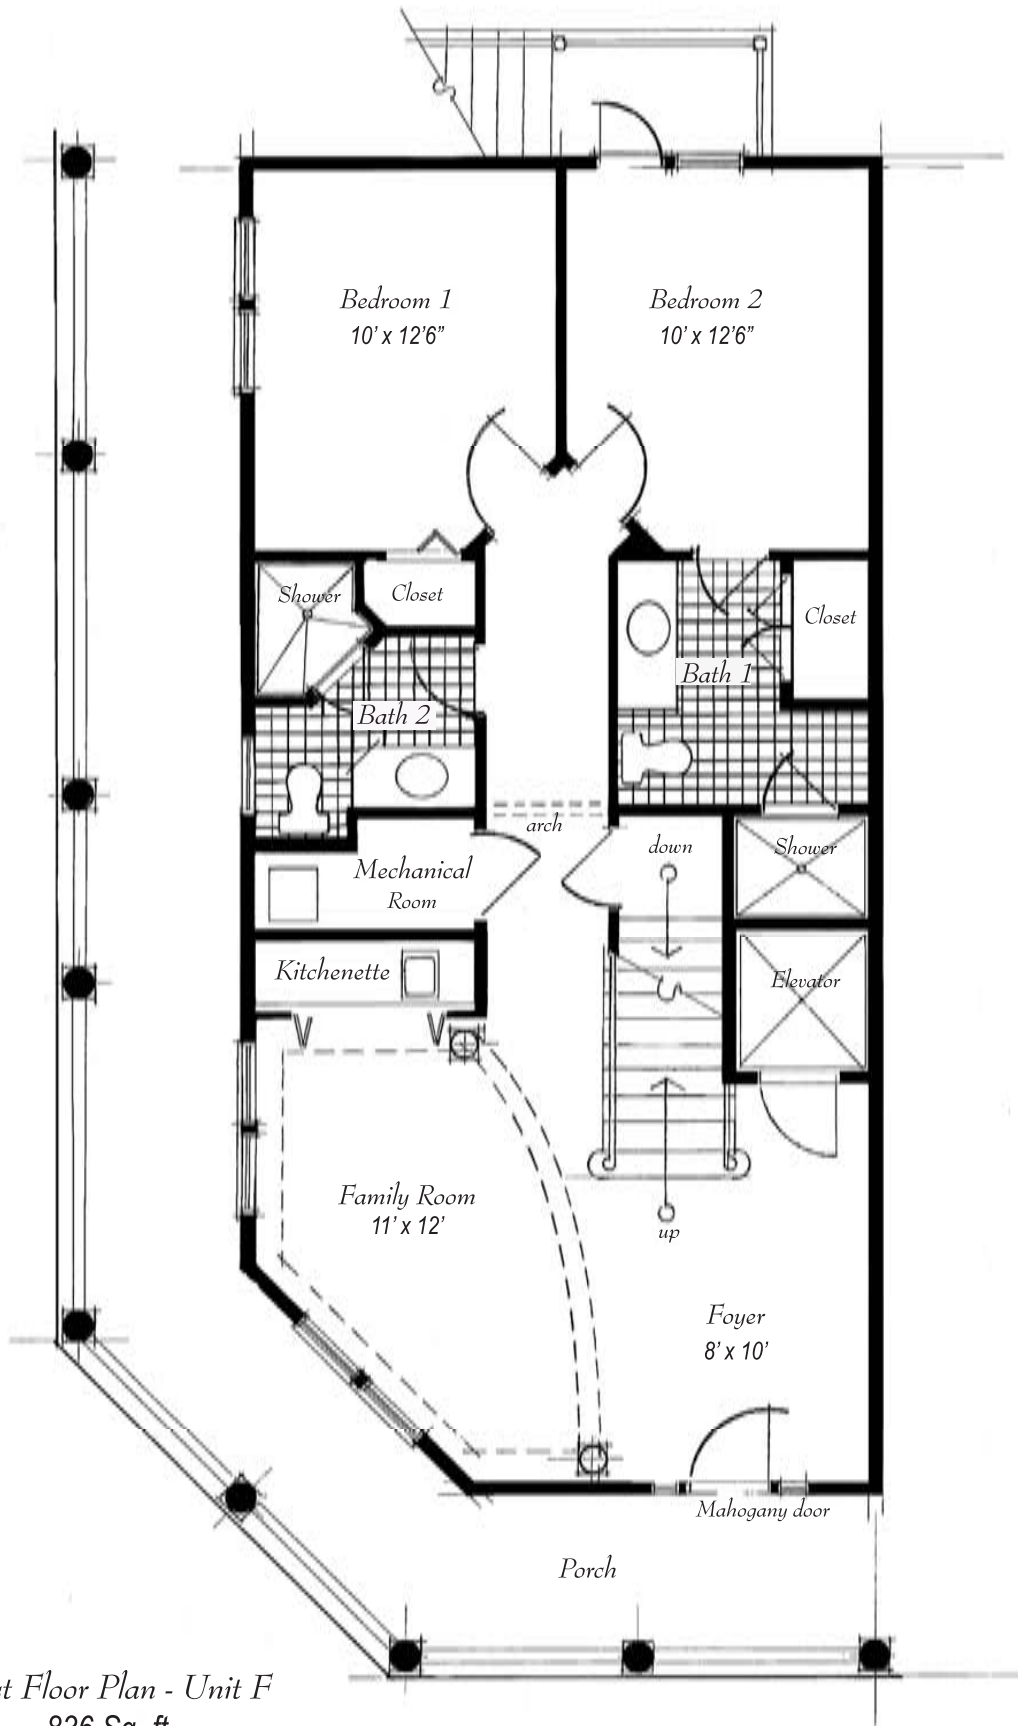 Bedroom 1
10' x 12'6"
Bedroom 2
10' x 12'6"
Shower
Closet
Closet
Bath 1
Bath 2
arch
down
Shower
Mechanical
Room
Kitchenette
Elevator
Family Room
11' x 12'
up
Foyer
8' x 10'
Mahogany door
Porch
Floor Plan - Unit F